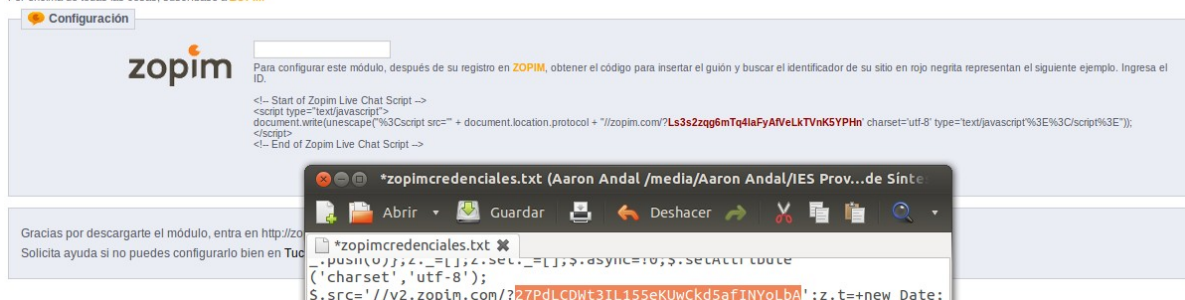 Configuración
zopim
Para configurar este módulo, después de su registro en ZOPIM, obtener el código para insertar el guión y buscar el identificador de su sitio en rojo negrita representan el siguiente ejemplo. Ingresa el
ID.
<!-- Start of Zopim Live Chat Script -->
<script type="text/javascript">
document.write(unescape("%3Cscript src='" + document.location.protocol + "//zopim.com/?Ls3s2zqg6mTq4laFyAfVeLkTVnK5YPHn' charset='utf-8' type='text/javascript'%3E%3C/script%3E"));
</script>
<!-- End of Zopim Live Chat Script -->
*zopimcredenciales.txt (Aaron Andal /media/Aaron Andal/IES Prov...de Sínte
Abrir Guardar Deshacer
Gracias por descargarte el módulo, entra en http://zo
*zopimcredenciales.txt
Solicita ayuda si no puedes configurarlo bien en Tuc
_.push(o)};z._=[];z.set._=[];$.async=!0;$.setAttribute
('charset','utf-8');
$.src='//v2.zopim.com/?27PdLCDWt3IL155eKUwCkd5afINYoLbA';z.t=+new Date;